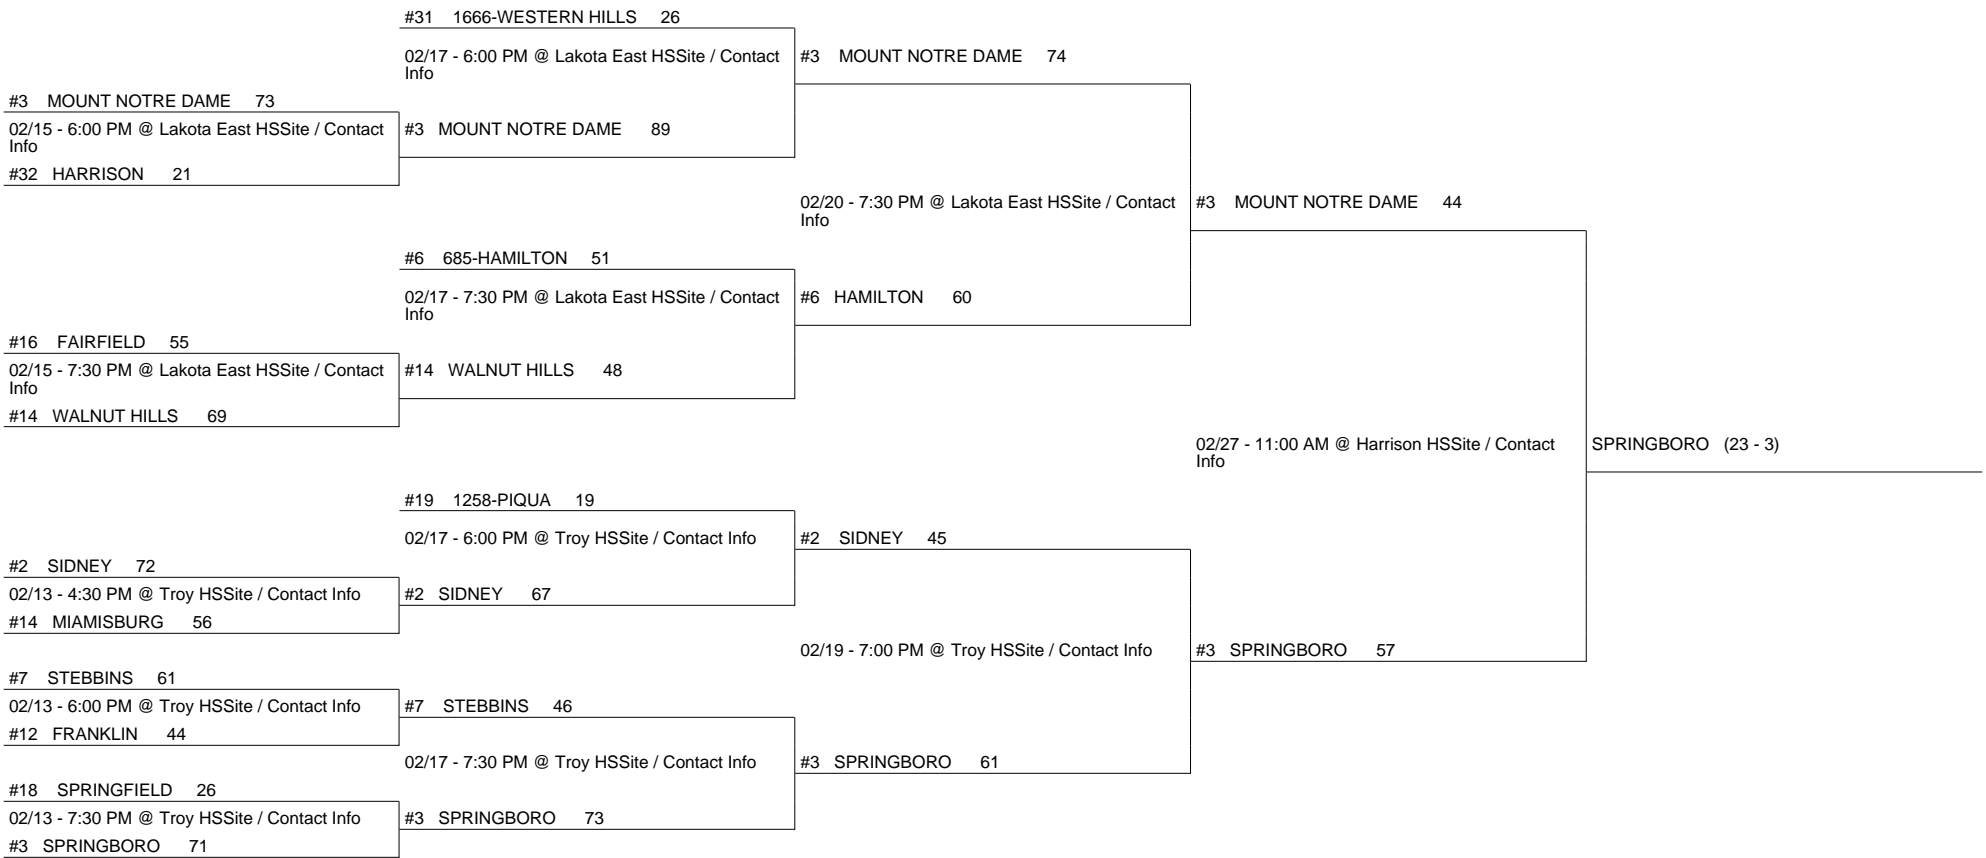 #31 1666-WESTERN HILLS 26
02/17 - 6:00 PM @ Lakota East HSSite / Contact
Info
#3 MOUNT NOTRE DAME 74
#3 MOUNT NOTRE DAME 73
02/15 - 6:00 PM @ Lakota East HSSite / Contact
Info
#32 HARRISON 21
#3 MOUNT NOTRE DAME 89
02/20 - 7:30 PM @ Lakota East HSSite / Contact
Info
#3 MOUNT NOTRE DAME 44
#6 685-HAMILTON 51
02/17 - 7:30 PM @ Lakota East HSSite / Contact
Info
#6 HAMILTON 60
#16 FAIRFIELD 55
02/15 - 7:30 PM @ Lakota East HSSite / Contact
Info
#14 WALNUT HILLS 69
#14 WALNUT HILLS 48
02/27 - 11:00 AM @ Harrison HSSite / Contact
Info
SPRINGBORO (23 - 3)
#19 1258-PIQUA 19
02/17 - 6:00 PM @ Troy HSSite / Contact Info
#2 SIDNEY 45
#2 SIDNEY 72
02/13 - 4:30 PM @ Troy HSSite / Contact Info
#14 MIAMISBURG 56
#2 SIDNEY 67
02/19 - 7:00 PM @ Troy HSSite / Contact Info
#3 SPRINGBORO 57
#7 STEBBINS 61
02/13 - 6:00 PM @ Troy HSSite / Contact Info
#12 FRANKLIN 44
#7 STEBBINS 46
02/17 - 7:30 PM @ Troy HSSite / Contact Info
#3 SPRINGBORO 61
#18 SPRINGFIELD 26
02/13 - 7:30 PM @ Troy HSSite / Contact Info
#3 SPRINGBORO 71
#3 SPRINGBORO 73